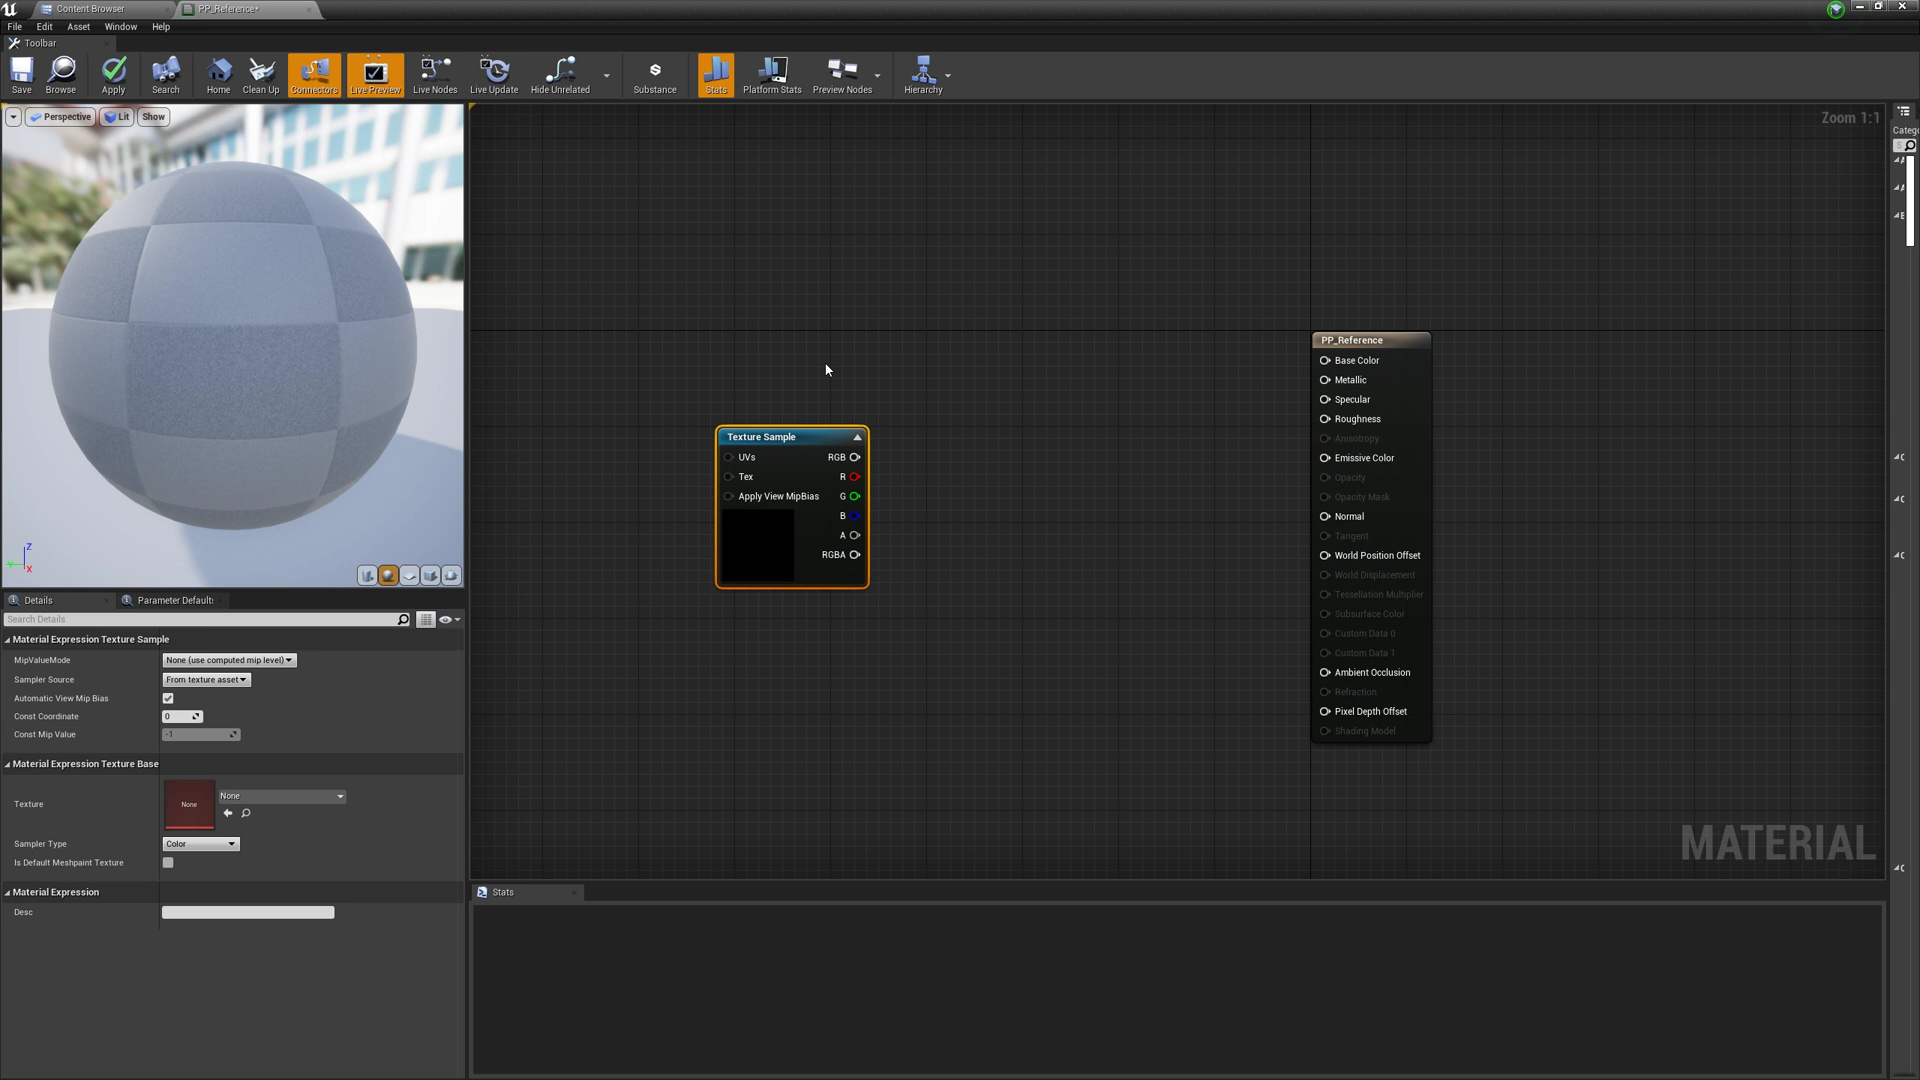 Content Browser
PP_Reference*
File Edit Asset Window Help
Toolbar
Save Browse Apply Search Home Clean Up Connectors Live Preview Live Nodes Live Update Hide Unrelated Substance Stats Platform Stats Preview Nodes Hierarchy
Perspective Lit Show
Z
Y
X
Zoom 1:1
Texture Sample
UVs RGB
Tex R
Apply View MipBias G
B
A
RGBA
PP_Reference
Base Color
Metallic
Specular
Roughness
Anisotropy
Emissive Color
Opacity
Opacity Mask
Normal
Tangent
World Position Offset
World Displacement
Tessellation Multiplier
Subsurface Color
Custom Data 0
Custom Data 1
Ambient Occlusion
Refraction
Pixel Depth Offset
Shading Model
MATERIAL
Details Parameter Defaults
Search Details
Material Expression Texture Sample
MipValueMode None (use computed mip level)
Sampler Source From texture asset
Automatic View Mip Bias
Const Coordinate 0
Const Mip Value -1
Material Expression Texture Base
Texture None None
Sampler Type Color
Is Default Meshpaint Texture
Material Expression
Desc
Stats